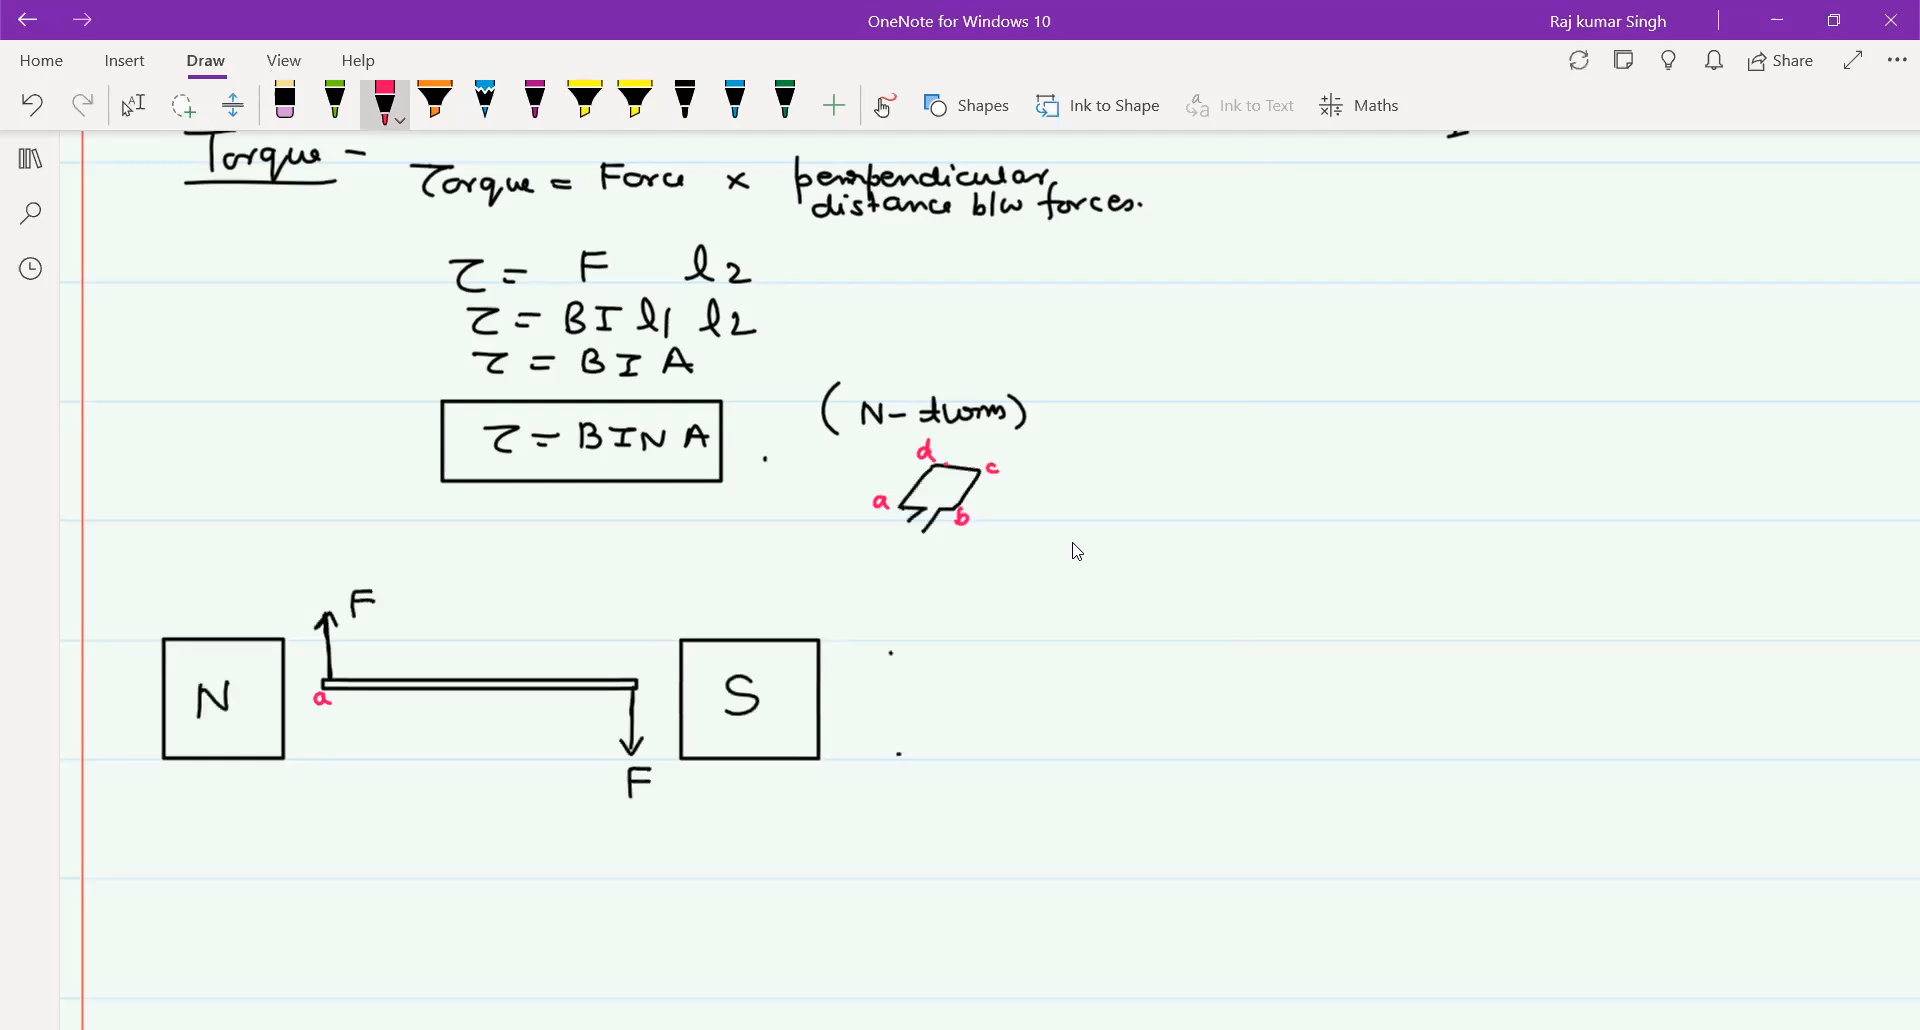 OneNote for Windows 10
Raj kumar Singh
Home Insert Draw View Help
Share
Shapes Ink to Shape Ink to Text Maths
Torque -
Torque = Force × perpendicular
distance b/w forces.
τ = F l2
τ = BI l1 l2
τ = B I A
(N- turns)
τ = BINA .
d
c
a
b
F
N
a
S
F